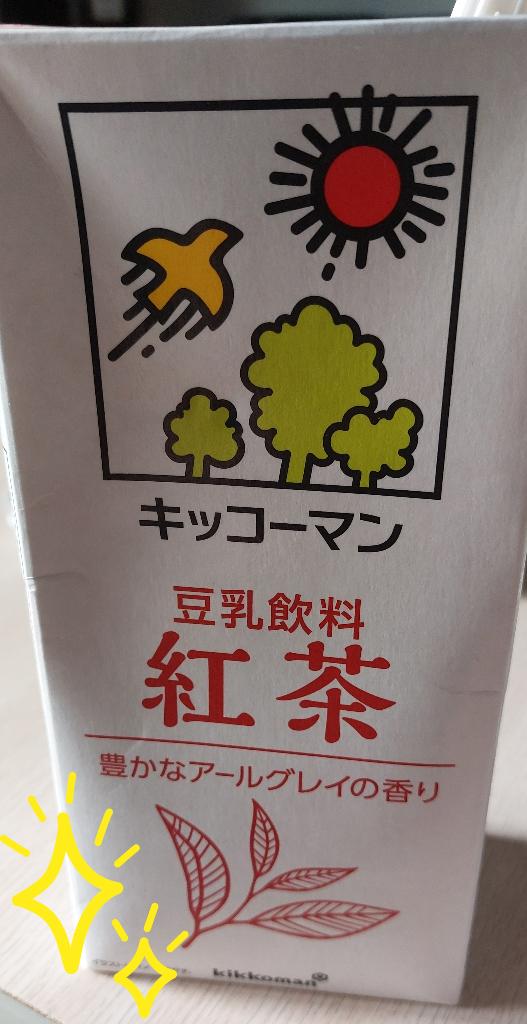 キッコーマン
豆乳飲料
紅茶
豊かなアールグレイの香り
kikkoman®